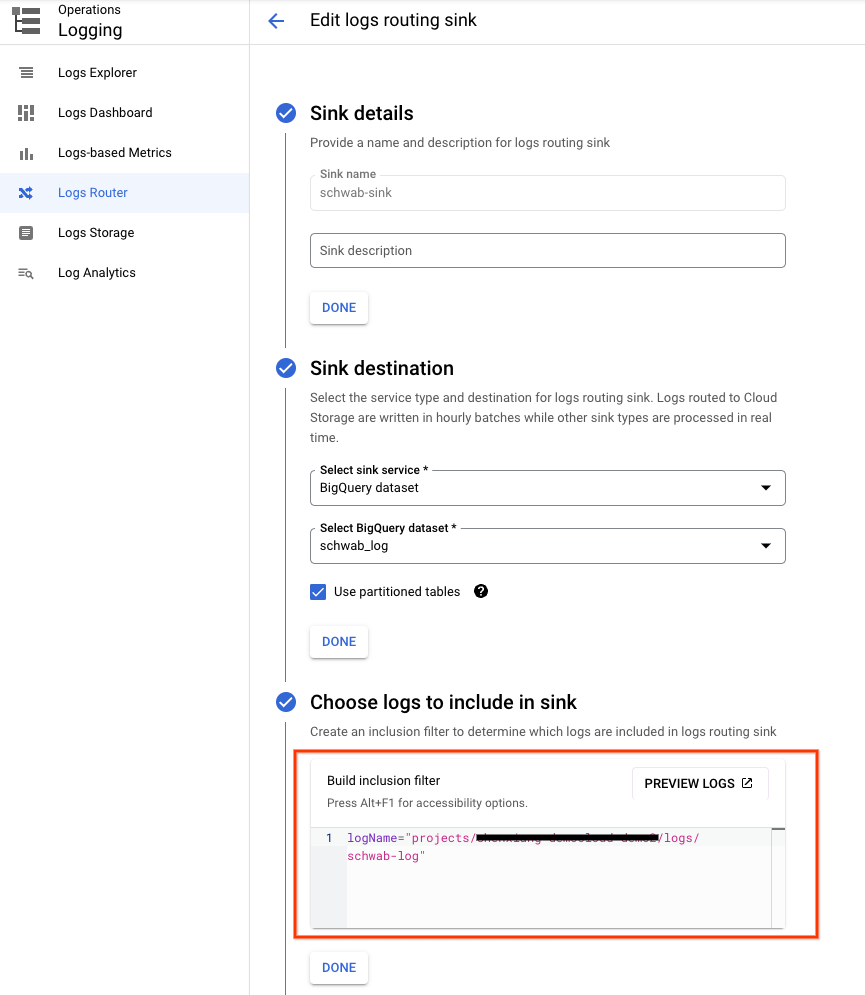 Operations
Logging
Edit logs routing sink
Logs Explorer
Logs Dashboard
Logs-based Metrics
Logs Router
Logs Storage
Log Analytics
Sink details
Provide a name and description for logs routing sink
Sink name
schwab-sink
Sink description
DONE
Sink destination
Select the service type and destination for logs routing sink. Logs routed to Cloud
Storage are written in hourly batches while other sink types are processed in real
time.
Select sink service *
BigQuery dataset
Select BigQuery dataset *
schwab_log
Use partitioned tables
DONE
Choose logs to include in sink
Create an inclusion filter to determine which logs are included in logs routing sink
Build inclusion filter
PREVIEW LOGS
Press Alt+F1 for accessibility options.
1 logName="projects/ /logs/
schwab-log"
DONE